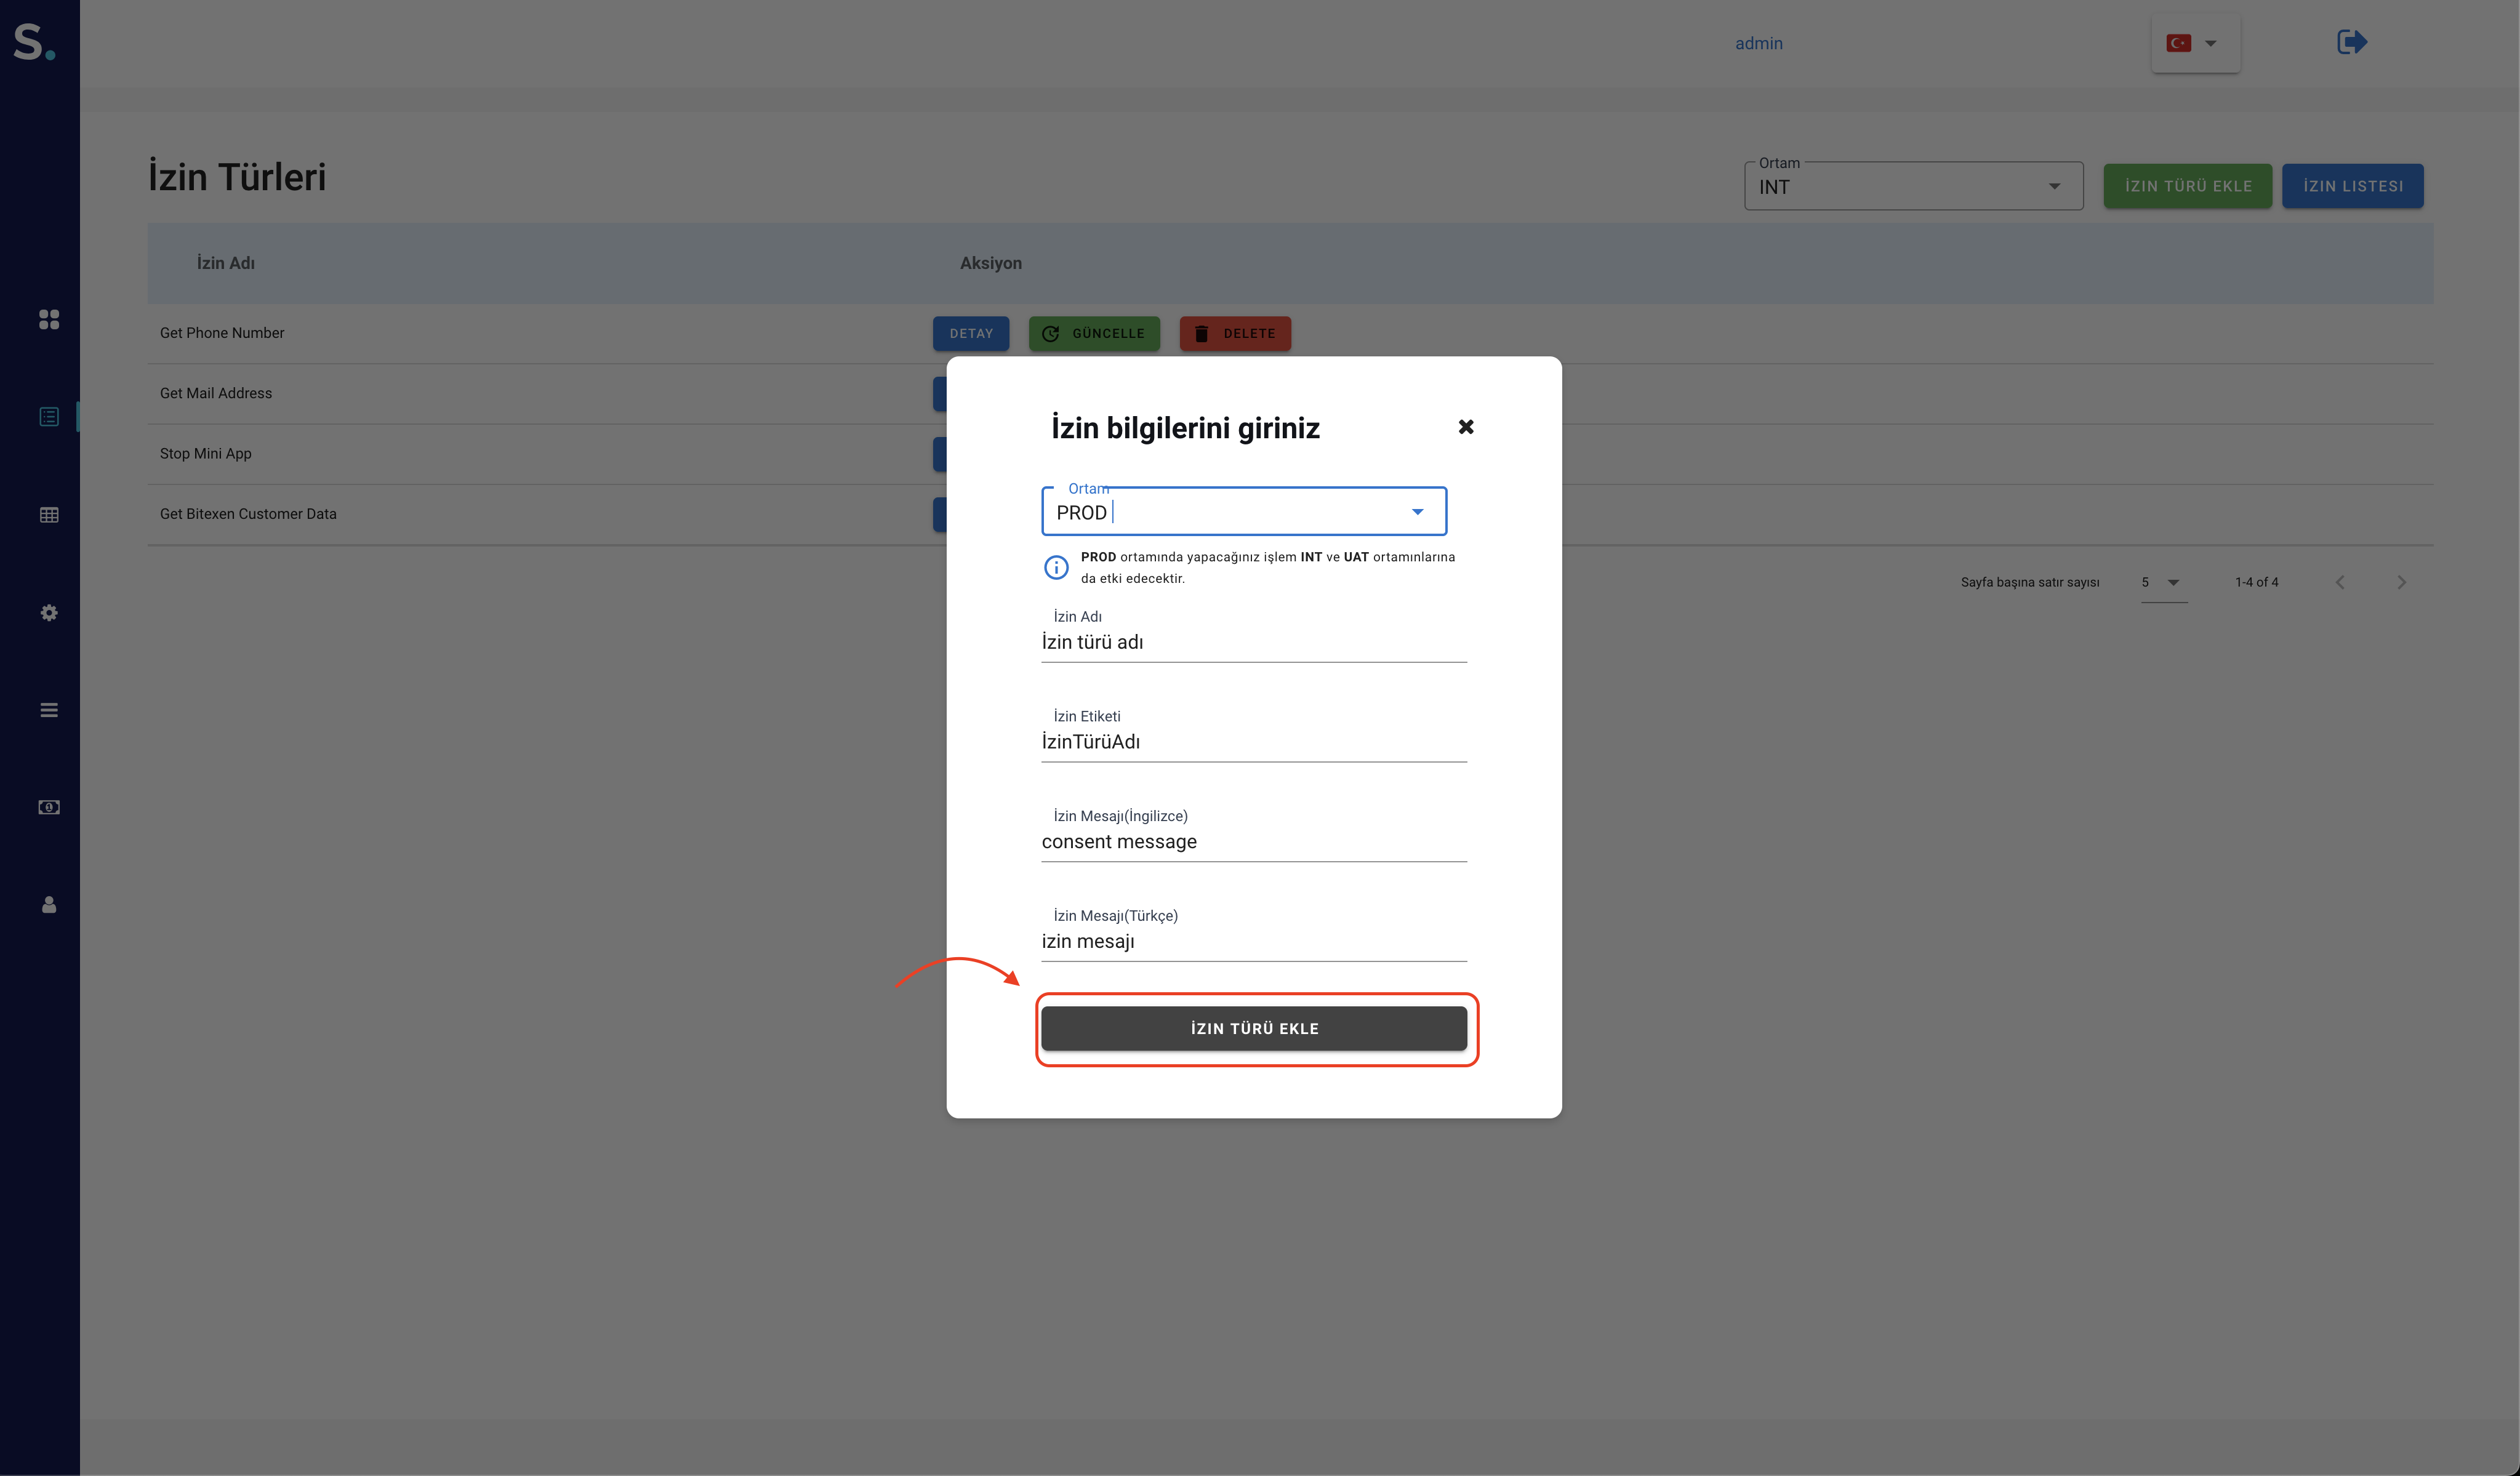 S.
admin
İzin Türleri
Ortam
INT
İZIN TÜRÜ EKLE
İZIN LISTESI
İzin Adı
Aksiyon
Get Phone Number
DETAY
GÜNCELLE
DELETE
Get Mail Address
Stop Mini App
Get Bitexen Customer Data
Sayfa başına satır sayısı
5
1-4 of 4
İzin bilgilerini giriniz
Ortam
PROD
PROD ortamında yapacağınız işlem INT ve UAT ortamınlarına
da etki edecektir.
İzin Adı
İzin türü adı
İzin Etiketi
İzinTürüAdı
İzin Mesajı(İngilizce)
consent message
İzin Mesajı(Türkçe)
izin mesajı
İZIN TÜRÜ EKLE